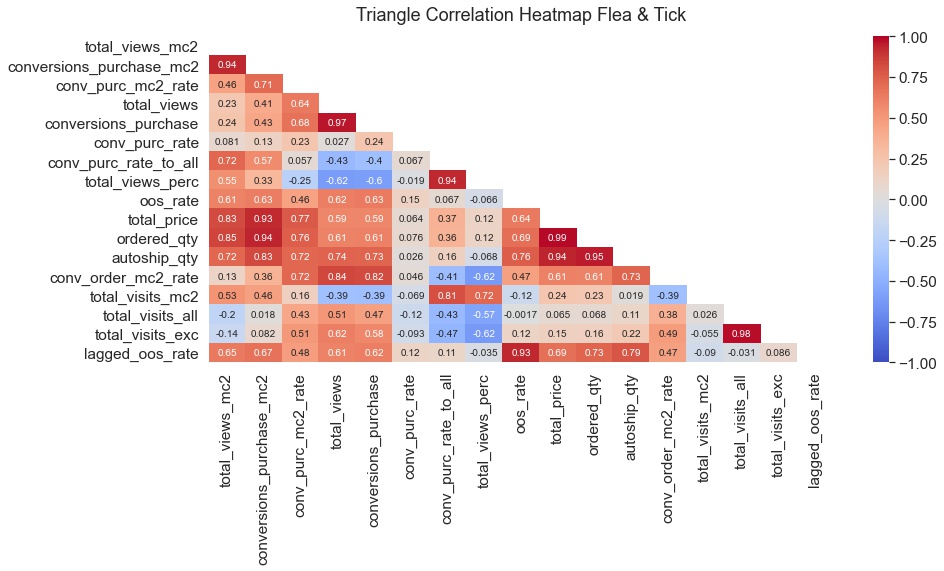 Triangle Correlation Heatmap Flea & Tick
total_views_mc2
conversions_purchase_mc2 0.94
conv_purc_mc2_rate 0.46 0.71
total_views 0.23 0.41 0.64
conversions_purchase 0.24 0.43 0.68 0.97
conv_purc_rate 0.081 0.13 0.23 0.027 0.24
conv_purc_rate_to_all 0.72 0.57 0.057 -0.43 -0.4 0.067
total_views_perc 0.55 0.33 -0.25 -0.62 -0.6 -0.019 0.94
oos_rate 0.61 0.63 0.46 0.62 0.63 0.15 0.067 -0.066
total_price 0.83 0.93 0.77 0.59 0.59 0.064 0.37 0.12 0.64
ordered_qty 0.85 0.94 0.76 0.61 0.61 0.076 0.36 0.12 0.69 0.99
autoship_qty 0.72 0.83 0.72 0.74 0.73 0.026 0.16 -0.068 0.76 0.94 0.95
conv_order_mc2_rate 0.13 0.36 0.72 0.84 0.82 0.046 -0.41 -0.62 0.47 0.61 0.61 0.73
total_visits_mc2 0.53 0.46 0.16 -0.39 -0.39 -0.069 0.81 0.72 -0.12 0.24 0.23 0.019 -0.39
total_visits_all -0.2 0.018 0.43 0.51 0.47 -0.12 -0.43 -0.57 -0.0017 0.065 0.068 0.11 0.38 0.026
total_visits_exc -0.14 0.082 0.51 0.62 0.58 -0.093 -0.47 -0.62 0.12 0.15 0.16 0.22 0.49 -0.055 0.98
lagged_oos_rate 0.65 0.67 0.48 0.61 0.62 0.12 0.11 -0.035 0.93 0.69 0.73 0.79 0.47 -0.09 -0.031 0.086
total_views_mc2
conversions_purchase_mc2
conv_purc_mc2_rate
total_views
conversions_purchase
conv_purc_rate
conv_purc_rate_to_all
total_views_perc
oos_rate
total_price
ordered_qty
autoship_qty
conv_order_mc2_rate
total_visits_mc2
total_visits_all
total_visits_exc
lagged_oos_rate
1.00
0.75
0.50
0.25
0.00
−0.25
−0.50
−0.75
−1.00